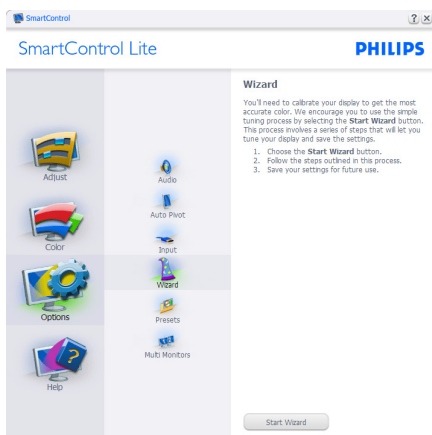 SmartControl
? X
SmartControl Lite
PHILIPS
Adjust
Color
Options
Help
Audio
Auto Pivot
Input
Wizard
Presets
Multi Monitors
Wizard
You'll need to calibrate your display to get the most
accurate color. We encourage you to use the simple
tuning process by selecting the Start Wizard button.
This process involves a series of steps that will let you
tune your display and save the settings.
1. Choose the Start Wizard button.
2. Follow the steps outlined in this process.
3. Save your settings for future use.
Start Wizard